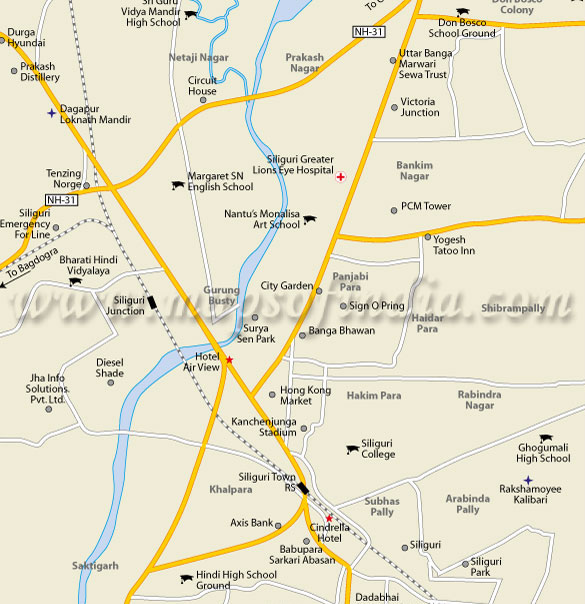 Sri Guru
Vidya Mandir
High School
To
NH-31
Don Bosco
School Ground
Don Bosco
Colony
Durga
Hyundai
Prakash
Distillery
Netaji Nagar
Prakash
Nagar
Uttar Banga
Marwari
Sewa Trust
Circuit
House
Victoria
Junction
Dagapur
Loknath Mandir
Siliguri Greater
Lions Eye Hospital
Bankim
Nagar
Tenzing
Norge
Margaret SN
English School
NH-31
PCM Tower
Siliguri
Emergency
For Line
Nantu's Monalisa
Art School
Yogesh
Tatoo Inn
To Bagdogra
Bharati Hindi
Vidyalaya
Gurung
Busty
City Garden
Panjabi
Para
Siliguri
Junction
Sign O Pring
Haidar
Para
Shibrampally
www.mapsofindia.com
Surya
Sen Park
Banga Bhawan
Hotel
Air View
Diesel
Shade
Jha Info
Solutions
Pvt. Ltd.
Hong Kong
Market
Hakim Para
Rabindra
Nagar
Kanchenjunga
Stadium
Siliguri
College
Ghogumali
High School
Siliguri Town
RS
Khalpara
Subhas
Pally
Arabinda
Pally
Rakshamoyee
Kalibari
Axis Bank
Cindrella
Hotel
Babupara
Sarkari Abasan
Siliguri
Siliguri
Park
Saktigarh
Hindi High School
Ground
Dadabhai